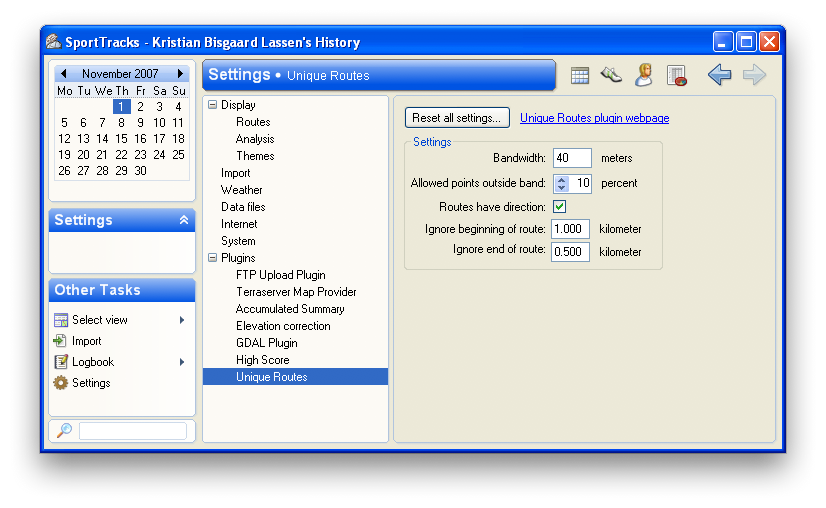 SportTracks - Kristian Bisgaard Lassen's History
November 2007
Mo Tu We Th Fr Sa Su
1 2 3 4
5 6 7 8 9 10 11
12 13 14 15 16 17 18
19 20 21 22 23 24 25
26 27 28 29 30
Settings
Other Tasks
Select view
Import
Logbook
Settings
Settings • Unique Routes
Display
Routes
Analysis
Themes
Import
Weather
Data files
Internet
System
Plugins
FTP Upload Plugin
Terraserver Map Provider
Accumulated Summary
Elevation correction
GDAL Plugin
High Score
Unique Routes
Reset all settings... Unique Routes plugin webpage
Settings
Bandwidth: 40 meters
Allowed points outside band: 10 percent
Routes have direction:
Ignore beginning of route: 1.000 kilometer
Ignore end of route: 0.500 kilometer